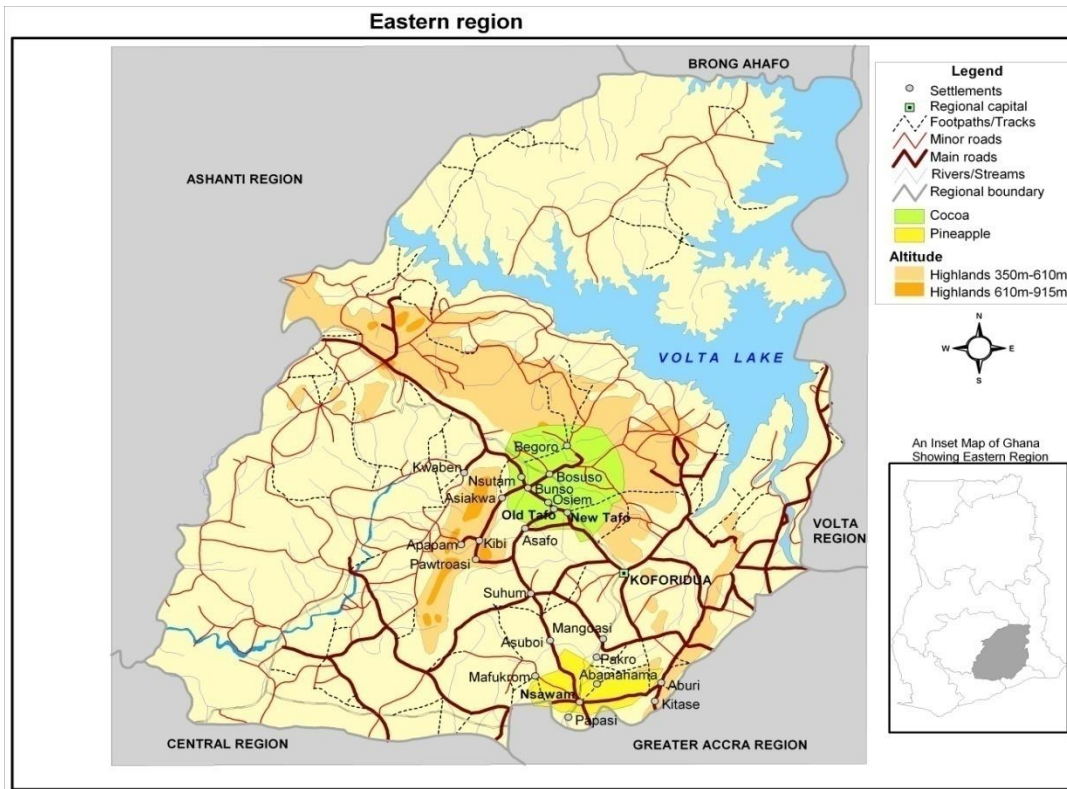 Eastern region
BRONG AHAFO
ASHANTI REGION
VOLTA LAKE
Begoro
Kwaben
Nsutam
Bosuso
Bunso
Asiakwa
Osiem
Old Tafo
New Tafo
Asafo
Apapam
Kibi
Pawtroasi
KOFORIDUA
Suhum
Mangoasi
Asuboi
Pakro
Mafukrom
Abamahama
Aburi
Nsawam
Kitase
Papasi
VOLTA
REGION
CENTRAL REGION
GREATER ACCRA REGION
Legend
Settlements
Regional capital
Footpaths/Tracks
Minor roads
Main roads
Rivers/Streams
Regional boundary
Cocoa
Pineapple
Altitude
Highlands 350m-610m
Highlands 610m-915m
N
W E
S
An Inset Map of Ghana
Showing Eastern Region